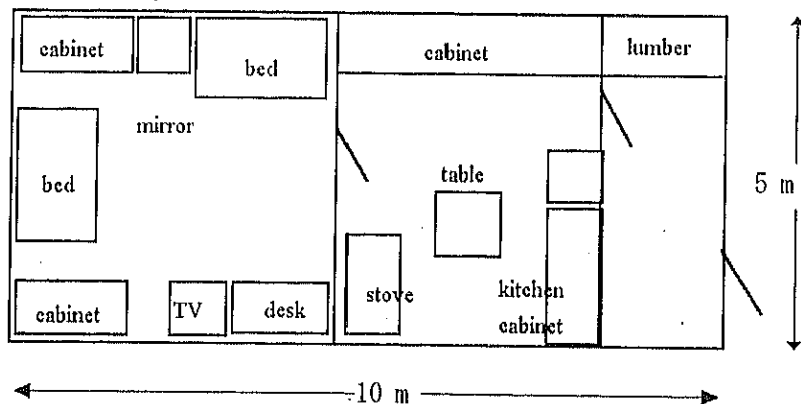 cabinet
bed
cabinet
lumber
mirror
bed
table
5 m
cabinet
TV
desk
stove
kitchen
cabinet
10 m